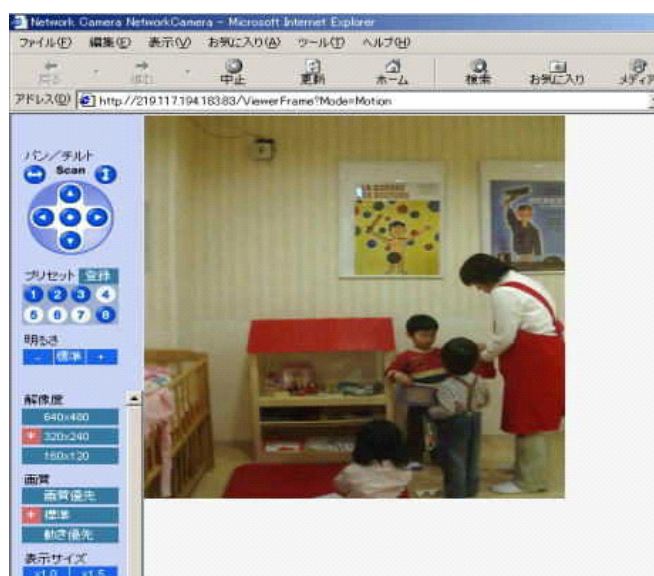 Network Camera NetworkCamera - Microsoft Internet Explorer
ファイル(F) 編集(E) 表示(V) お気に入り(A) ツール(T) ヘルプ(H)
戻る 進む 中止 更新 ホーム 検索 お気に入り メディア
アドレス(D) http://219.117.194.183:83/ViewerFrame?Mode=Motion
パン／チルト
Scan
プリセット 登録
1 2 3 4
5 6 7 8
明るさ
- 標準 +
解像度
640x480
320x240
160x120
画質
画質優先
標準
動き優先
表示サイズ
x1.0 x1.5